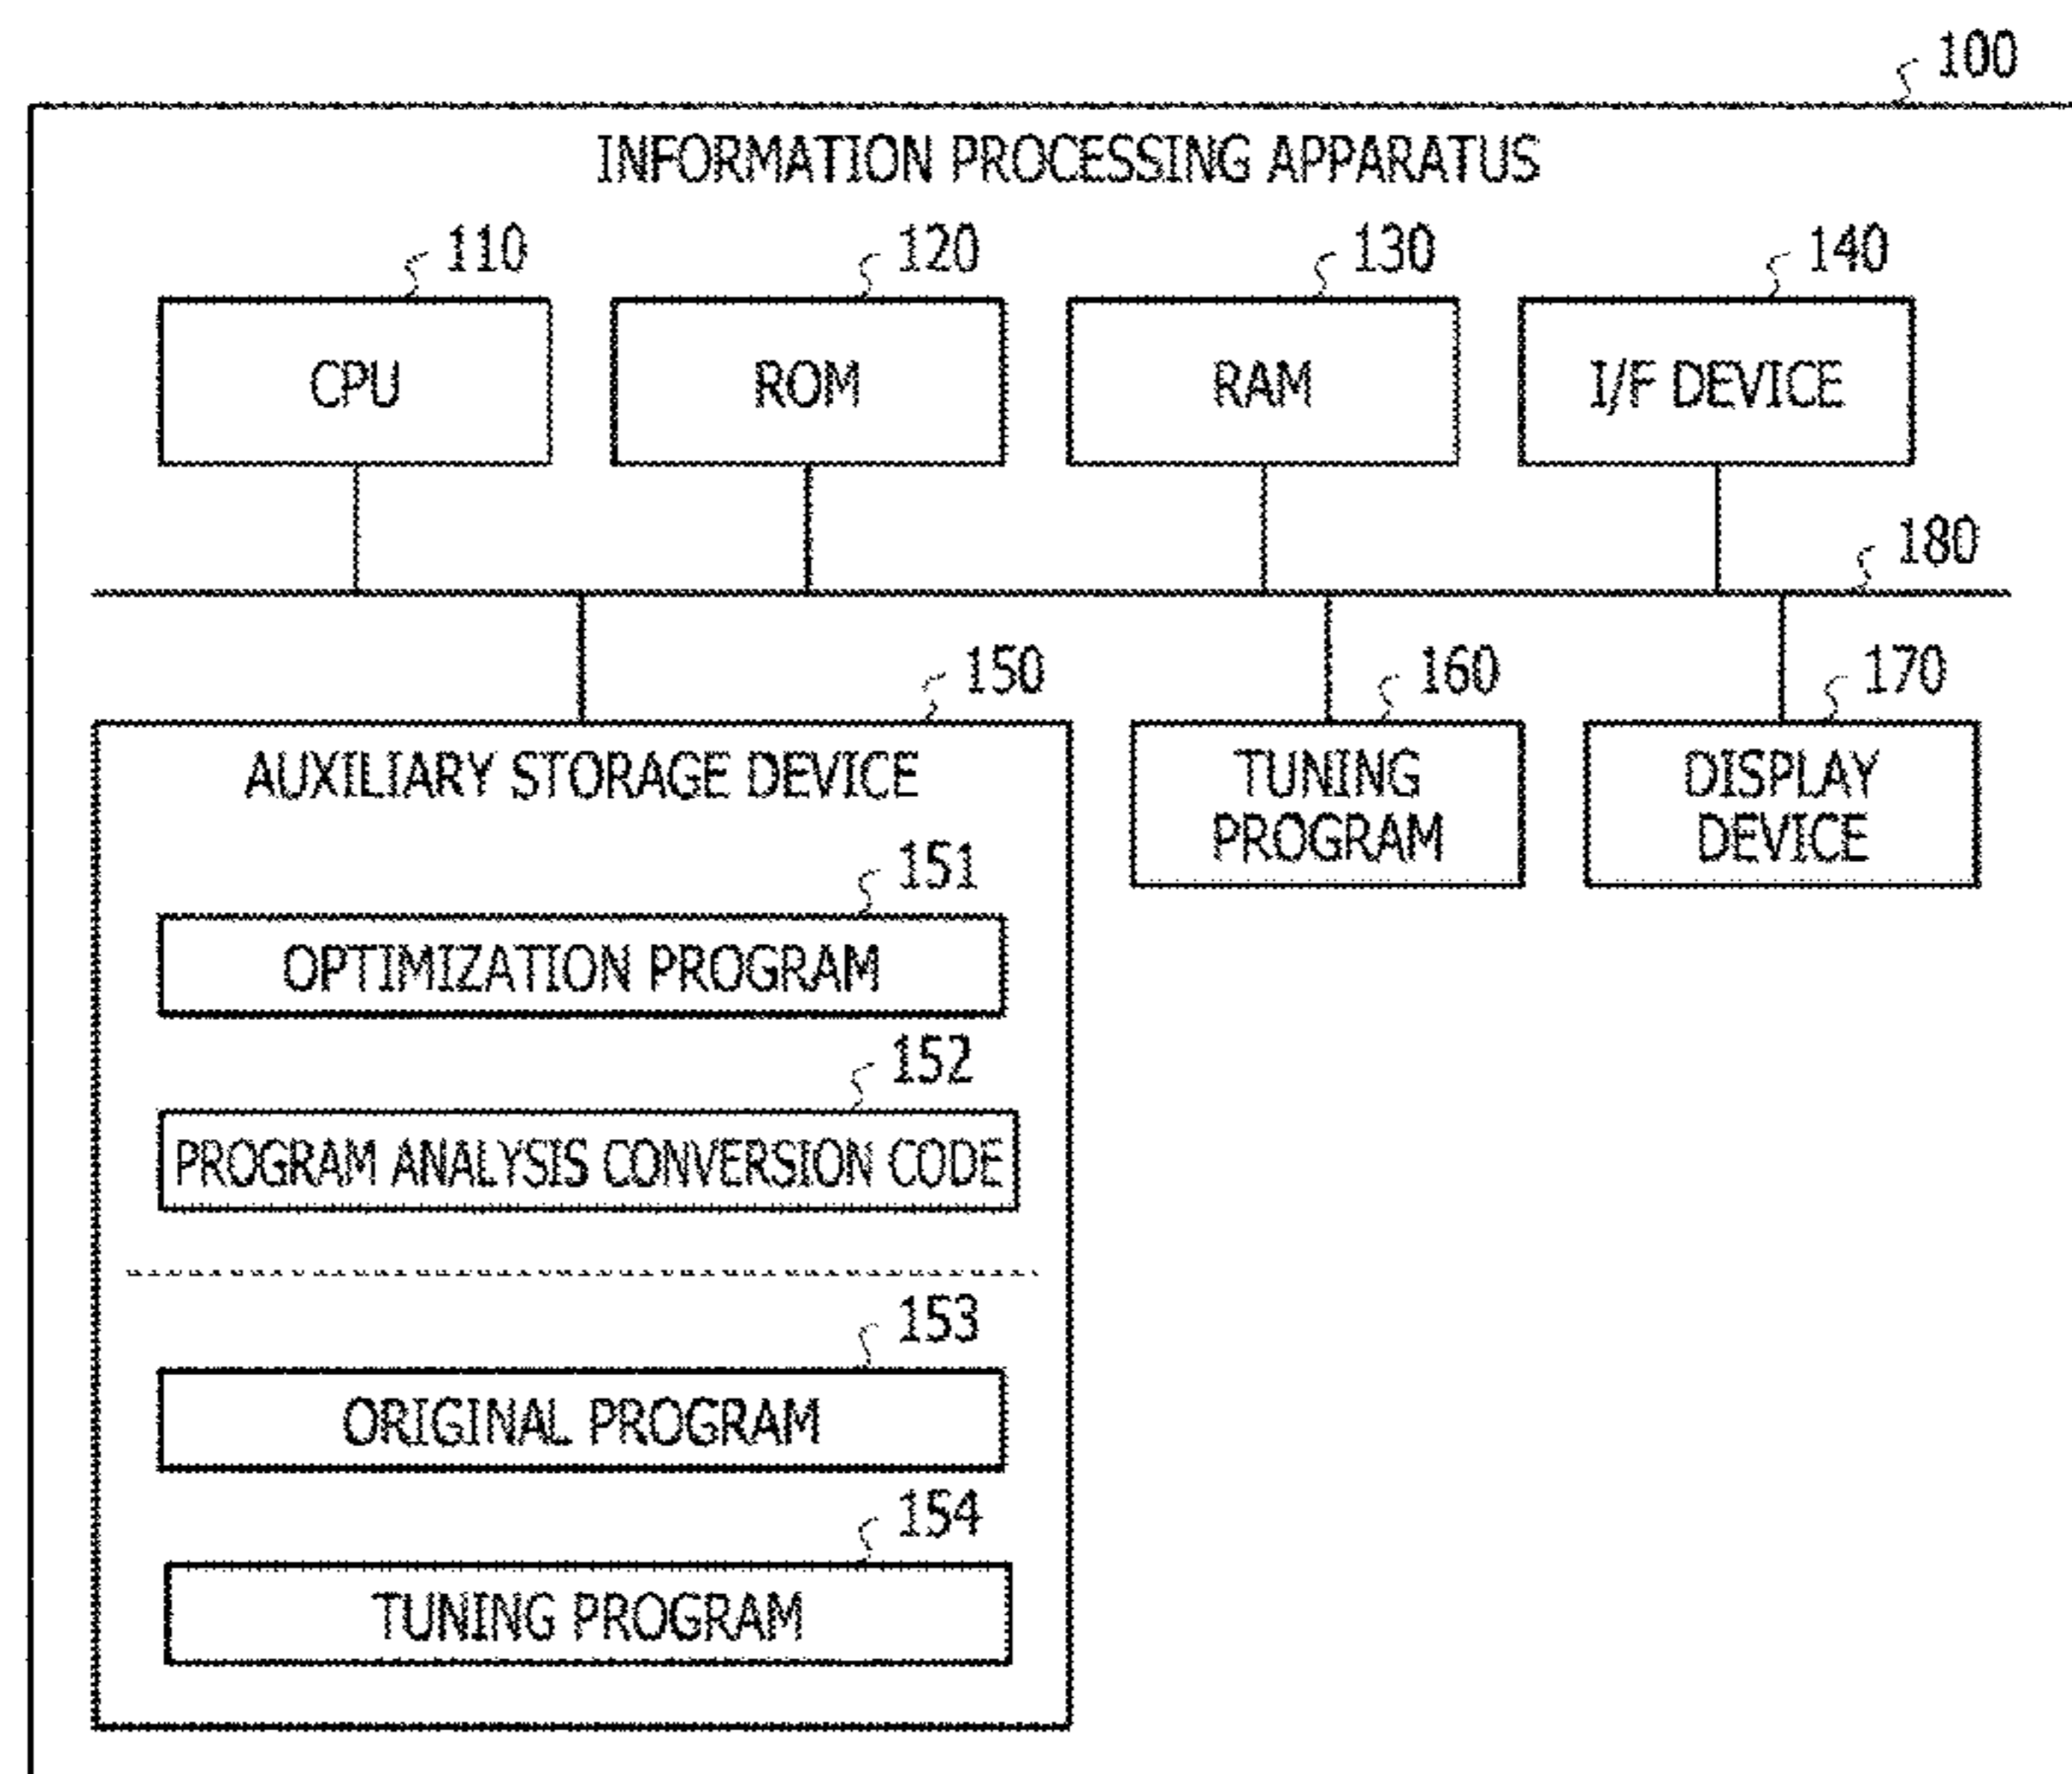 100
INFORMATION PROCESSING APPARATUS
110
120
130
140
CPU
ROM
RAM
I/F DEVICE
180
150
160
170
AUXILIARY STORAGE DEVICE
TUNING
PROGRAM
DISPLAY
DEVICE
151
OPTIMIZATION PROGRAM
152
PROGRAM ANALYSIS CONVERSION CODE
153
ORIGINAL PROGRAM
154
TUNING PROGRAM